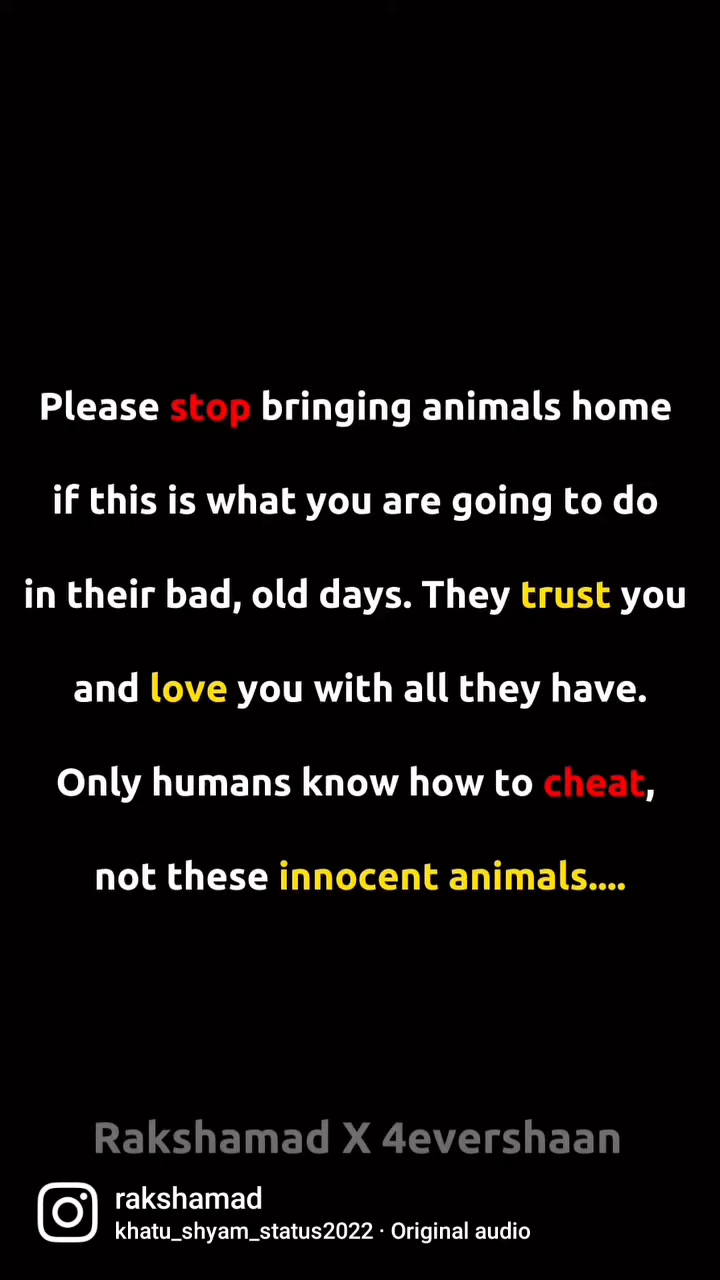 Please stop bringing animals home
if this is what you are going to do
in their bad, old days. They trust you
and love you with all they have.
Only humans know how to cheat,
not these innocent animals....
Rakshamad X 4evershaan
rakshamad
khatu_shyam_status2022 · Original audio